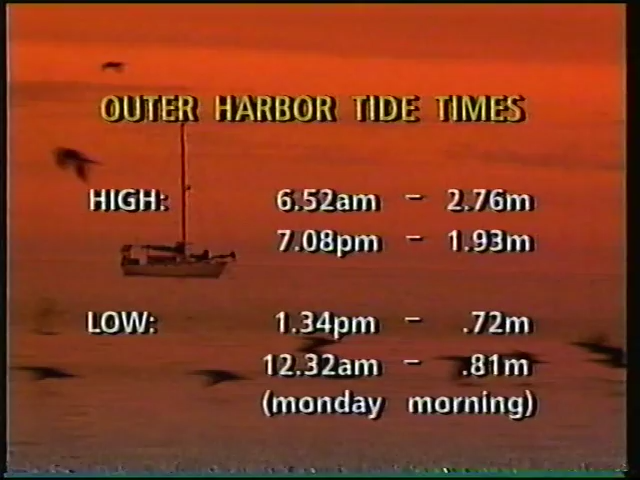 OUTER HARBOR TIDE TIMES
HIGH: 6.52am - 2.76m
7.08pm - 1.93m
LOW: 1.34pm - .72m
12.32am - .81m
(monday morning)